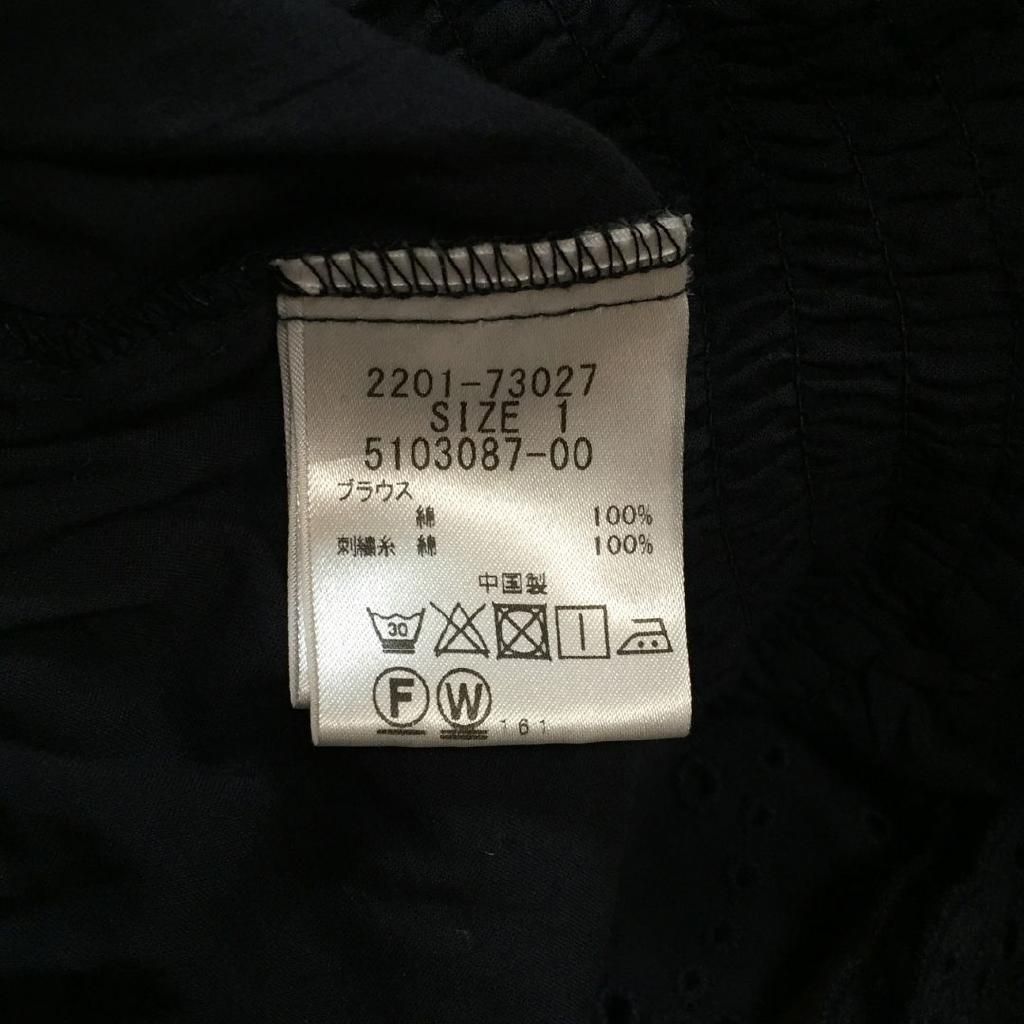 2201-73027
SIZE 1
5103087-00
ブラウス
綿 100%
刺繍糸 綿 100%
中国製
30
F W 161